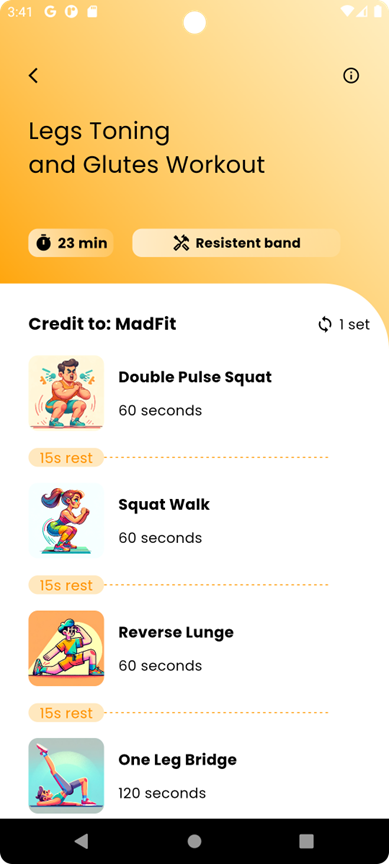 3:41
Legs Toning
and Glutes Workout
23 min
Resistent band
Credit to: MadFit
1 set
Double Pulse Squat
60 seconds
15s rest
Squat Walk
60 seconds
15s rest
Reverse Lunge
60 seconds
15s rest
One Leg Bridge
120 seconds